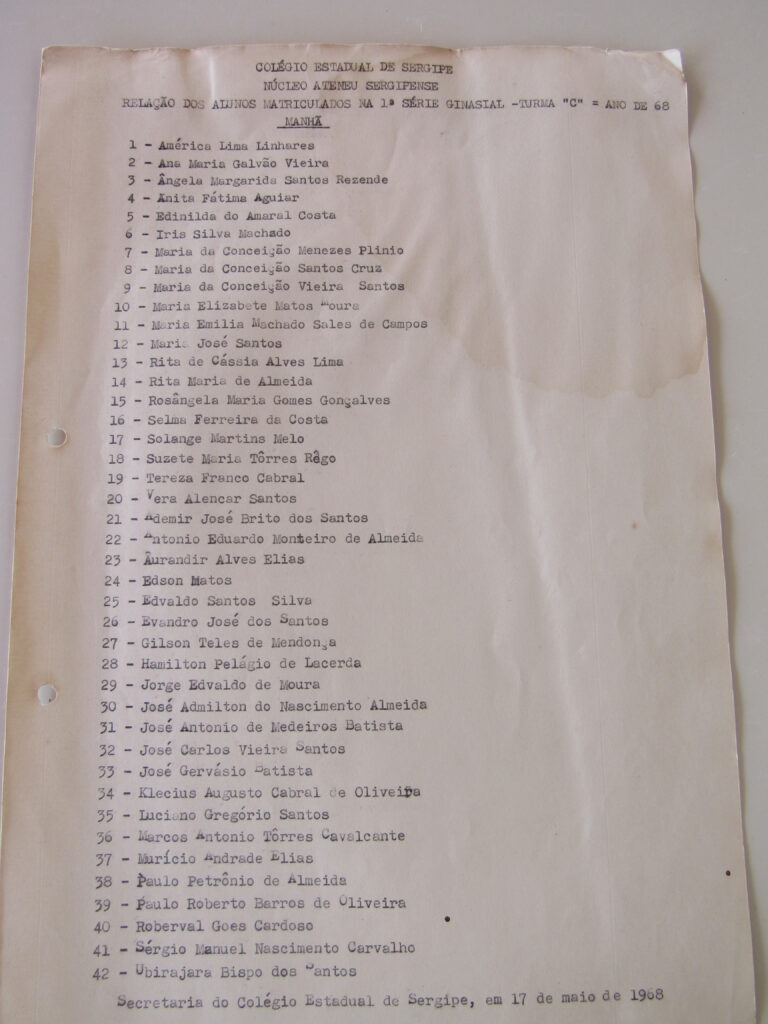 COLÉGIO ESTADUAL DE SERGIPE
NÚCLEO ATENEU SERGIPENSE
RELAÇÃO DOS ALUNOS MATRICULADOS NA 1ª SÉRIE GINASIAL -TURMA "C" = ANO DE 68
MANHÃ
1 - América Lima Linhares
2 - Ana Maria Galvão Vieira
3 - Ângela Margarida Santos Rezende
4 - Anita Fátima Aguiar
5 - Edinilda do Amaral Costa
6 - Iris Silva Machado
7 - Maria da Conceição Menezes Plinio
8 - Maria da Conceição Santos Cruz
9 - Maria da Conceição Vieira Santos
10 - Maria Elizabete Matos Moura
11 - Maria Emilia Machado Sales de Campos
12 - Maria José Santos
13 - Rita de Cássia Alves Lima
14 - Rita Maria de Almeida
15 - Rosângela Maria Gomes Gonçalves
16 - Selma Ferreira da Costa
17 - Solange Martins Melo
18 - Suzete Maria Tôrres Rêgo
19 - Tereza Franco Cabral
20 - Vera Alencar Santos
21 - Ademir José Brito dos Santos
22 - Antonio Eduardo Monteiro de Almeida
23 - Aurandir Alves Elias
24 - Edson Matos
25 - Edvaldo Santos Silva
26 - Evandro José dos Santos
27 - Gilson Teles de Mendonça
28 - Hamilton Pelágio de Lacerda
29 - Jorge Edvaldo de Moura
30 - José Admilton do Nascimento Almeida
31 - José Antonio de Medeiros Batista
32 - José Carlos Vieira Santos
33 - José Gervásio Batista
34 - Klecius Augusto Cabral de Oliveira
35 - Luciano Gregório Santos
36 - Marcos Antonio Tôrres Cavalcante
37 - Murício Andrade Elias
38 - Paulo Petrônio de Almeida
39 - Paulo Roberto Barros de Oliveira
40 - Roberval Goes Cardoso
41 - Sérgio Manuel Nascimento Carvalho
42 - Ubirajara Bispo dos Santos
Secretaria do Colégio Estadual de Sergipe, em 17 de maio de 1968